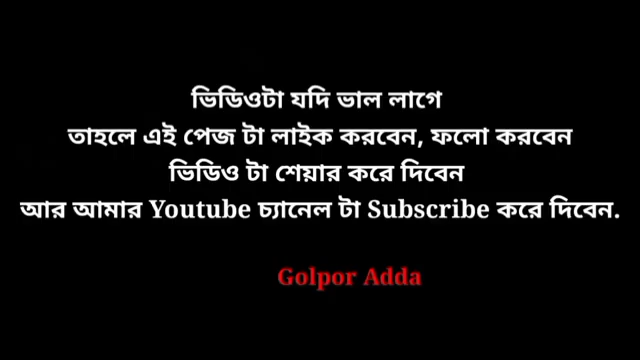 ভিডিওটা যদি ভাল লাগে
তাহলে এই পেজ টা লাইক করবেন, ফলো করবেন
ভিডিও টা শেয়ার করে দিবেন
আর আমার Youtube চ্যানেল টা Subscribe করে দিবেন.
Golpor Adda